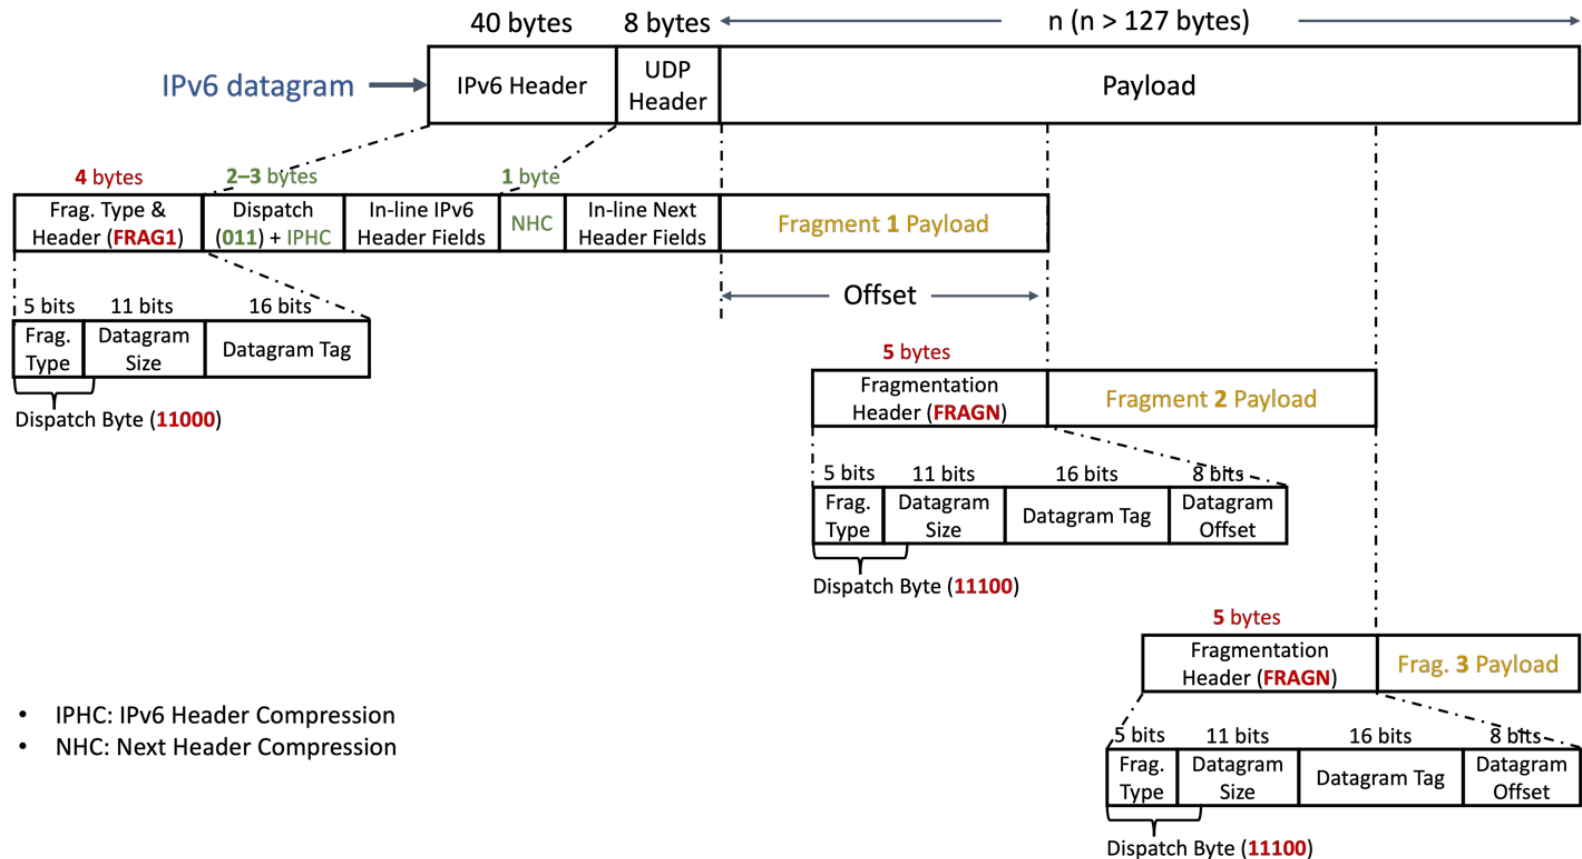 40 bytes
8 bytes
n (n > 127 bytes)
IPv6 datagram
IPv6 Header
UDP
Header
Payload
4 bytes
2–3 bytes
1 byte
Frag. Type &
Header (FRAG1)
Dispatch
(011) + IPHC
In-line IPv6
Header Fields
NHC
In-line Next
Header Fields
Fragment 1 Payload
5 bits
11 bits
16 bits
Offset
Frag.
Type
Datagram
Size
Datagram Tag
Dispatch Byte (11000)
5 bytes
Fragmentation
Header (FRAGN)
Fragment 2 Payload
5 bits
11 bits
16 bits
8 bits
Frag.
Type
Datagram
Size
Datagram Tag
Datagram
Offset
Dispatch Byte (11100)
5 bytes
Fragmentation
Header (FRAGN)
Frag. 3 Payload
• IPHC: IPv6 Header Compression
• NHC: Next Header Compression
5 bits
11 bits
16 bits
8 bits
Frag.
Type
Datagram
Size
Datagram Tag
Datagram
Offset
Dispatch Byte (11100)